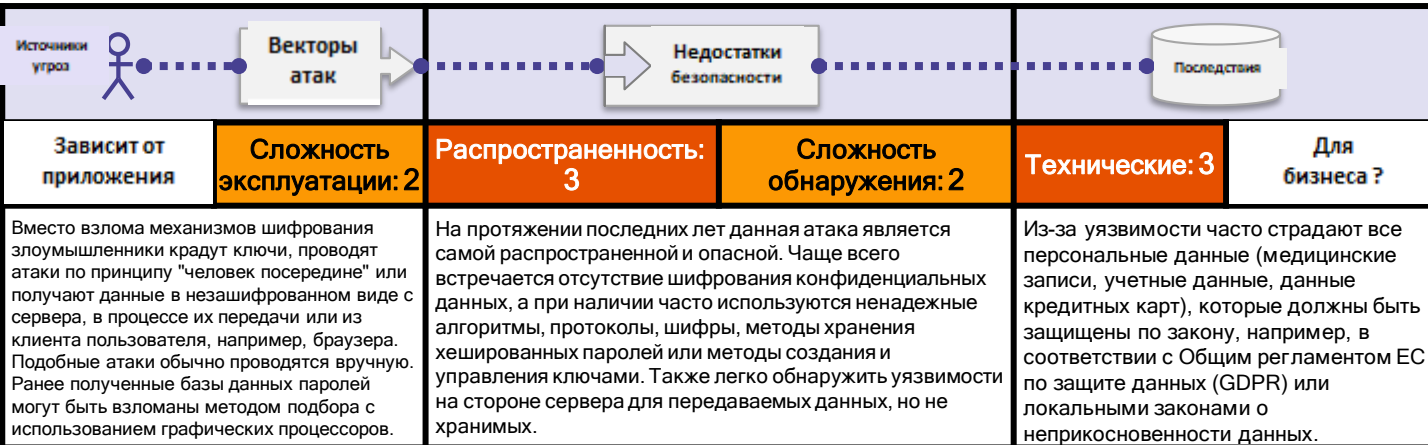 Источники
угроз
Векторы
атак
Недостатки
безопасности
Последствия
Зависит от
приложения
Сложность
эксплуатации: 2
Распространенность:
3
Сложность
обнаружения: 2
Технические: 3
Для
бизнеса ?
Вместо взлома механизмов шифрования
злоумышленники крадут ключи, проводят
атаки по принципу "человек посередине" или
получают данные в незашифрованном виде с
сервера, в процессе их передачи или из
клиента пользователя, например, браузера.
Подобные атаки обычно проводятся вручную.
Ранее полученные базы данных паролей
могут быть взломаны методом подбора с
использованием графических процессоров.
На протяжении последних лет данная атака является
самой распространенной и опасной. Чаще всего
встречается отсутствие шифрования конфиденциальных
данных, а при наличии часто используются ненадежные
алгоритмы, протоколы, шифры, методы хранения
хешированных паролей или методы создания и
управления ключами. Также легко обнаружить уязвимости
на стороне сервера для передаваемых данных, но не
хранимых.
Из-за уязвимости часто страдают все
персональные данные (медицинские
записи, учетные данные, данные
кредитных карт), которые должны быть
защищены по закону, например, в
соответствии с Общим регламентом ЕС
по защите данных (GDPR) или
локальными законами о
неприкосновенности данных.